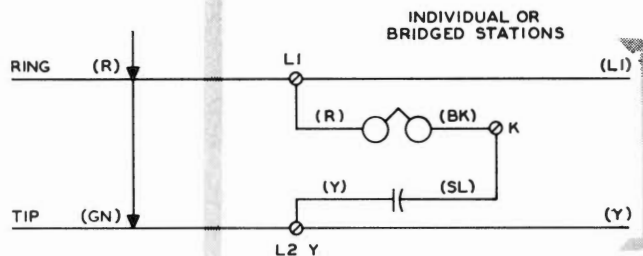 INDIVIDUAL OR
BRIDGED STATIONS
RING (R) L1 (L1)
(R) (BK) K
(Y) (SL)
TIP (GN) (Y)
L2 Y